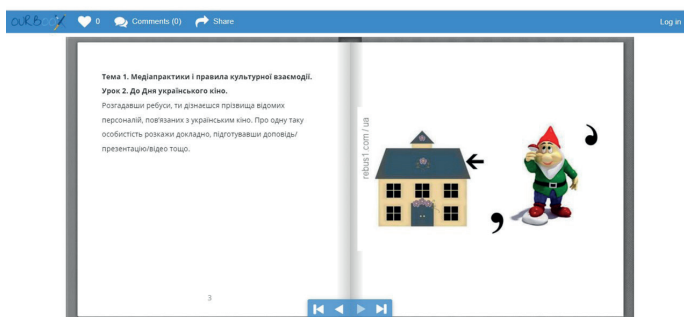 OURBOOX
0
Comments (0)
Share
Log in
Тема 1. Медіапрактики і правила культурної взаємодії.
Урок 2. До Дня українського кіно.
Розгадавши ребуси, ти дізнаєшся прізвища відомих
персоналій, пов'язаних з українським кіно. Про одну таку
особистість розкажи докладно, підготувавши доповідь/
презентацію/відео тощо.
3
rebus1.com/ua
,
,